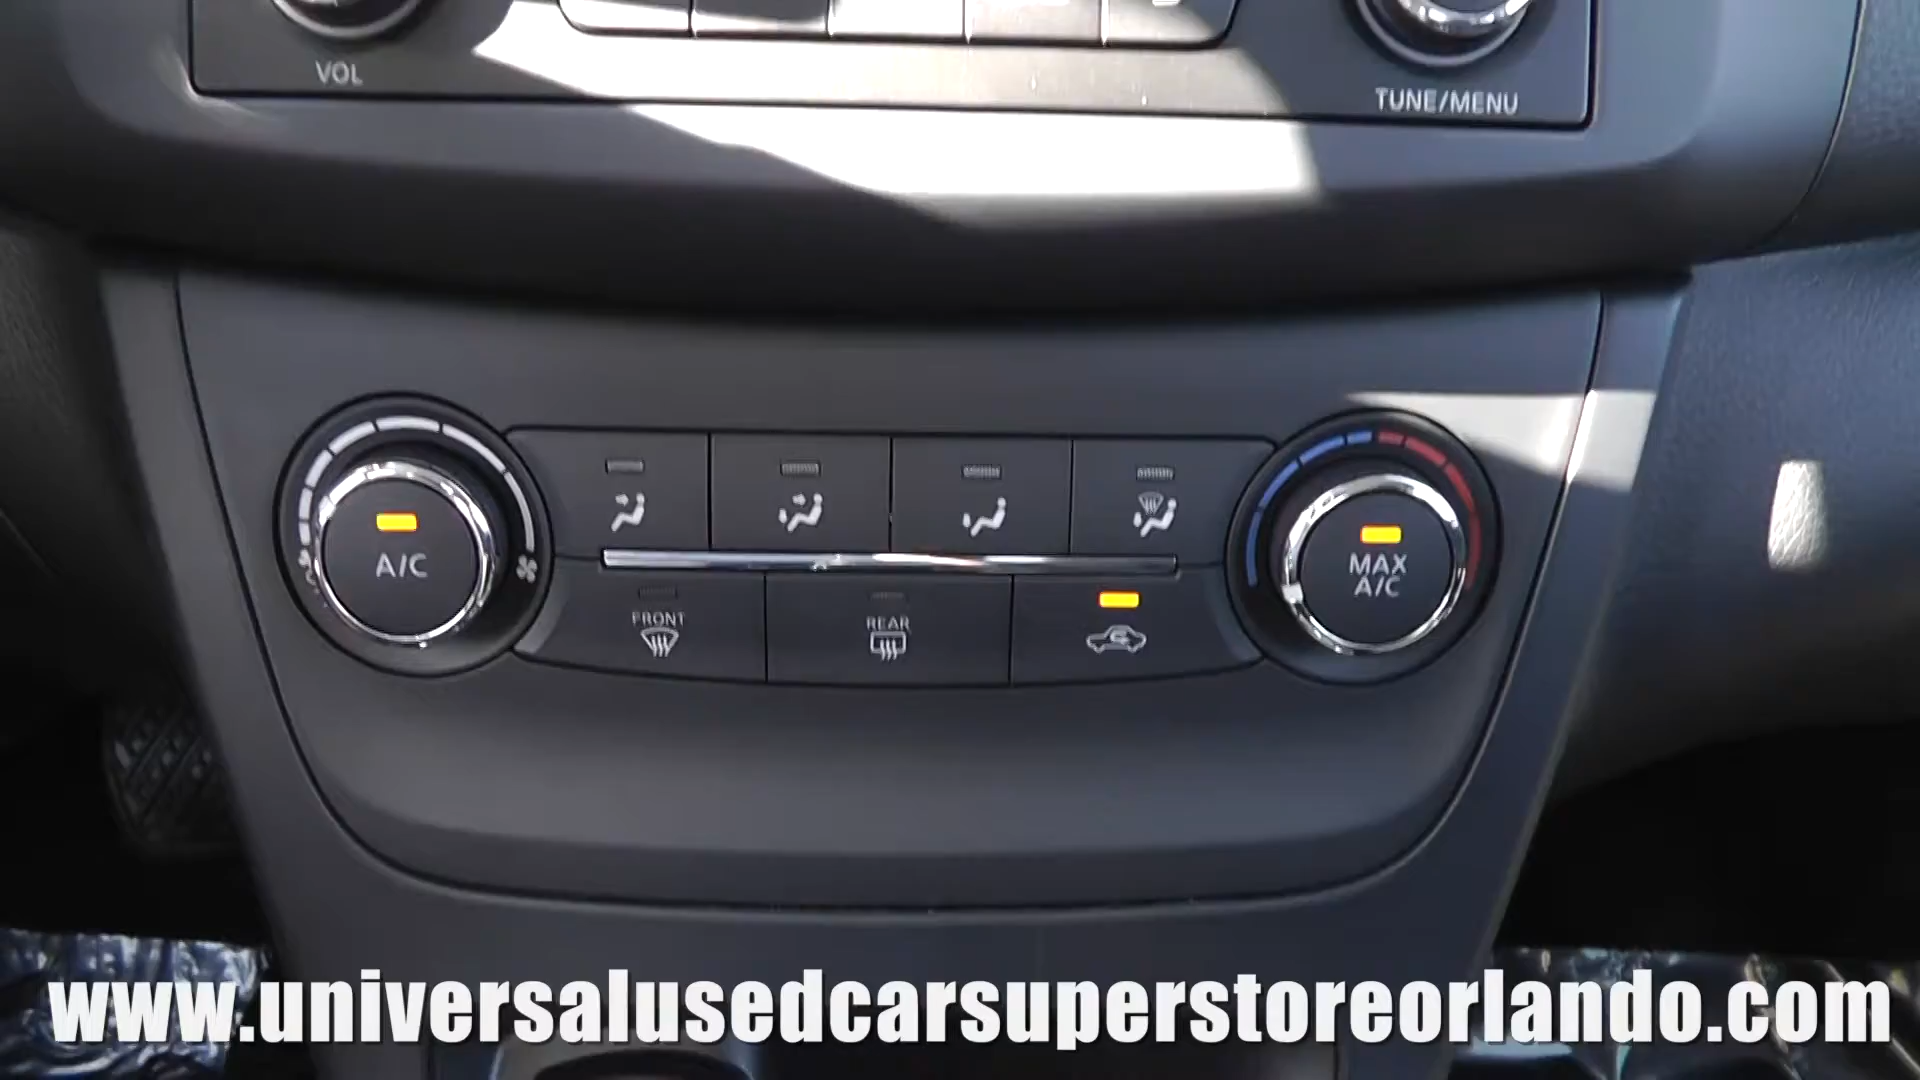 VOL
TUNE/MENU
A/C
MAX
A/C
FRONT
REAR
www.universalusedcarsuperstoreorlando.com